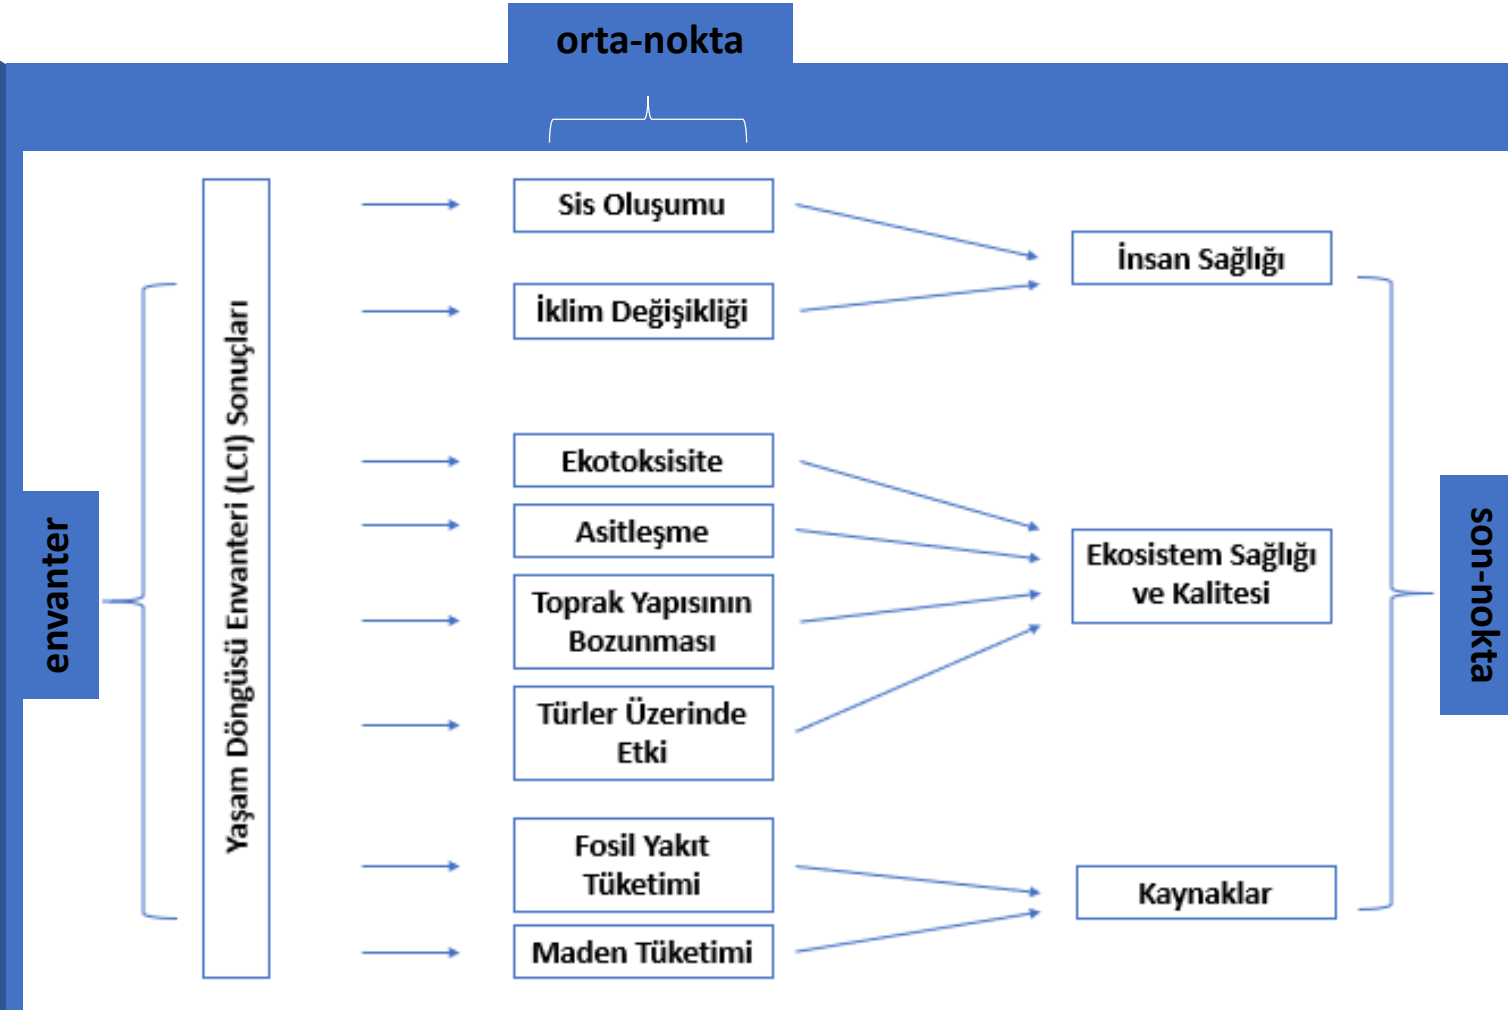 orta-nokta
envanter
Yaşam Döngüsü Envanteri (LCI) Sonuçları
Sis Oluşumu
İklim Değişikliği
Ekotoksisite
Asitleşme
Toprak Yapısının
Bozunması
Türler Üzerinde
Etki
Fosil Yakıt
Tüketimi
Maden Tüketimi
İnsan Sağlığı
Ekosistem Sağlığı
ve Kalitesi
Kaynaklar
son-nokta